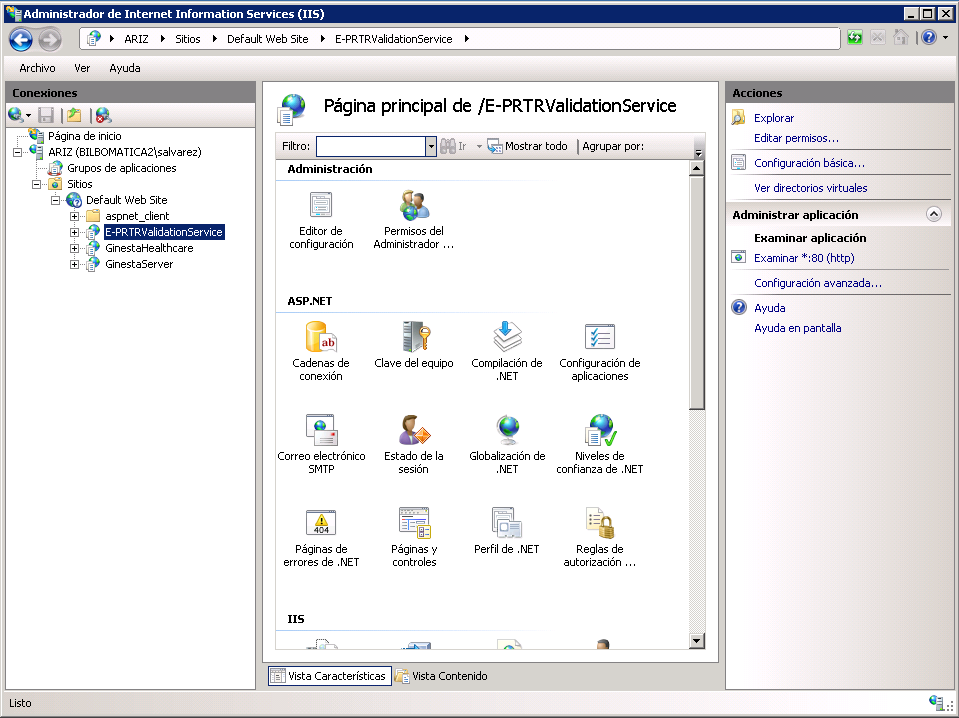 Administrador de Internet Information Services (IIS)
ARIZ
Sitios
Default Web Site
E-PRTRValidationService
Archivo
Ver
Ayuda
Conexiones
Página de inicio
ARIZ (BILBOMATICA2\salvarez)
Grupos de aplicaciones
Sitios
Default Web Site
aspnet_client
E-PRTRValidationService
GinestaHealthcare
GinestaServer
Página principal de /E-PRTRValidationService
Filtro:
Ir
Mostrar todo
Agrupar por:
Administración
Editor de
configuración
Permisos del
Administrador ...
ASP.NET
Cadenas de
conexión
Clave del equipo
Compilación de
.NET
Configuración de
aplicaciones
Correo electrónico
SMTP
Estado de la
sesión
Globalización de
.NET
Niveles de
confianza de .NET
404
Páginas de
errores de .NET
Páginas y
controles
Perfil de .NET
Reglas de
autorización ...
IIS
Vista Características
Vista Contenido
Acciones
Explorar
Editar permisos...
Configuración básica...
Ver directorios virtuales
Administrar aplicación
Examinar aplicación
Examinar *:80 (http)
Configuración avanzada...
Ayuda
Ayuda en pantalla
Listo